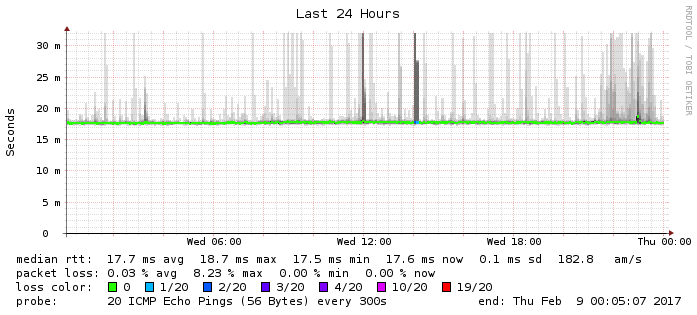 Last 24 Hours
RRDTOOL / TOBI OETIKER
Seconds
30 m
25 m
20 m
15 m
10 m
5 m
0
Wed 06:00 Wed 12:00 Wed 18:00 Thu 00:00
median rtt: 17.7 ms avg 18.7 ms max 17.5 ms min 17.6 ms now 0.1 ms sd 182.8 am/s
packet loss: 0.03 % avg 8.23 % max 0.00 % min 0.00 % now
loss color: 0 1/20 2/20 3/20 4/20 10/20 19/20
probe: 20 ICMP Echo Pings (56 Bytes) every 300s end: Thu Feb 9 00:05:07 2017